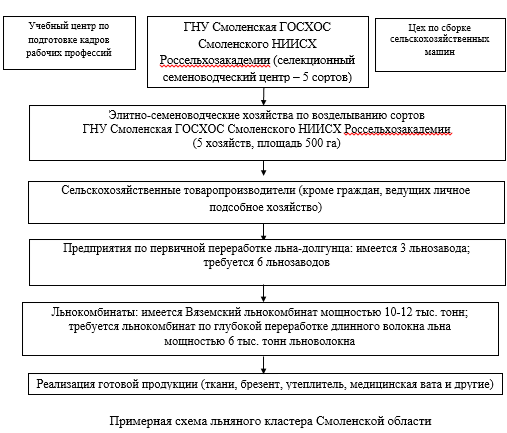 Учебный центр по
подготовке кадров
рабочих профессий
ГНУ Смоленская ГОСХОС
Смоленского НИИСХ
Россельхозакадемии (селекционный
семеноводческий центр – 5 сортов)
Цех по сборке
сельскохозяйственных
машин
Элитно-семеноводческие хозяйства по возделыванию сортов
ГНУ Смоленская ГОСХОС Смоленского НИИСХ Россельхозакадемии
(5 хозяйств, площадь 500 га)
Сельскохозяйственные товаропроизводители (кроме граждан, ведущих личное
подсобное хозяйство)
Предприятия по первичной переработке льна-долгунца: имеется 3 льнозавода;
требуется 6 льнозаводов
Льнокомбинаты: имеется Вяземский льнокомбинат мощностью 10-12 тыс. тонн;
требуется льнокомбинат по глубокой переработке длинного волокна льна
мощностью 6 тыс. тонн льноволокна
Реализация готовой продукции (ткани, брезент, утеплитель, медицинская вата и другие)
Примерная схема льняного кластера Смоленской области